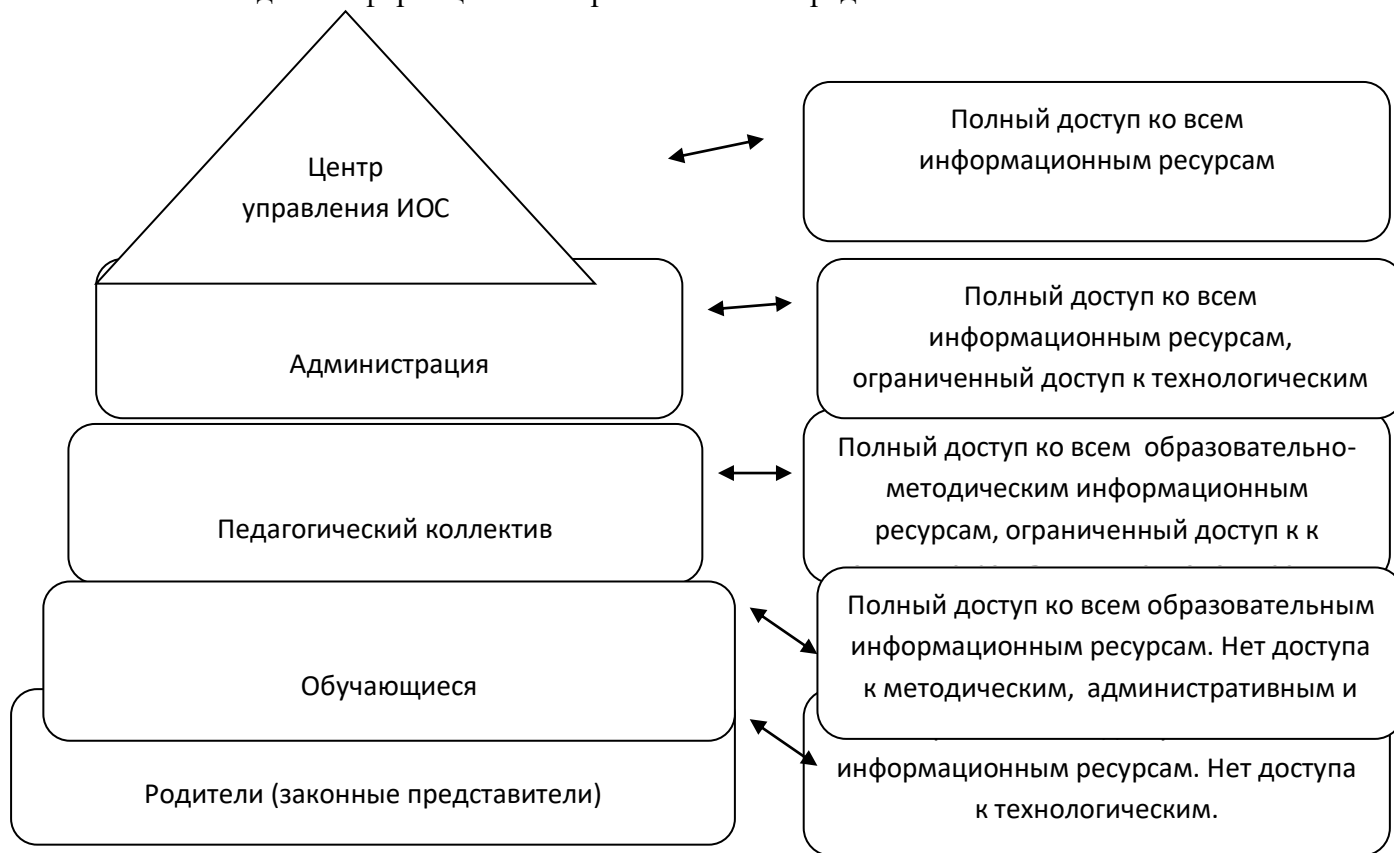 Центр
управления ИОС
Полный доступ ко всем
информационным ресурсам
Администрация
Полный доступ ко всем
информационным ресурсам,
ограниченный доступ к технологическим
Педагогический коллектив
Полный доступ ко всем образовательно-
методическим информационным
ресурсам, ограниченный доступ к к
Обучающиеся
Полный доступ ко всем образовательным
информационным ресурсам. Нет доступа
к методическим, административным и
Родители (законные представители)
информационным ресурсам. Нет доступа
к технологическим.